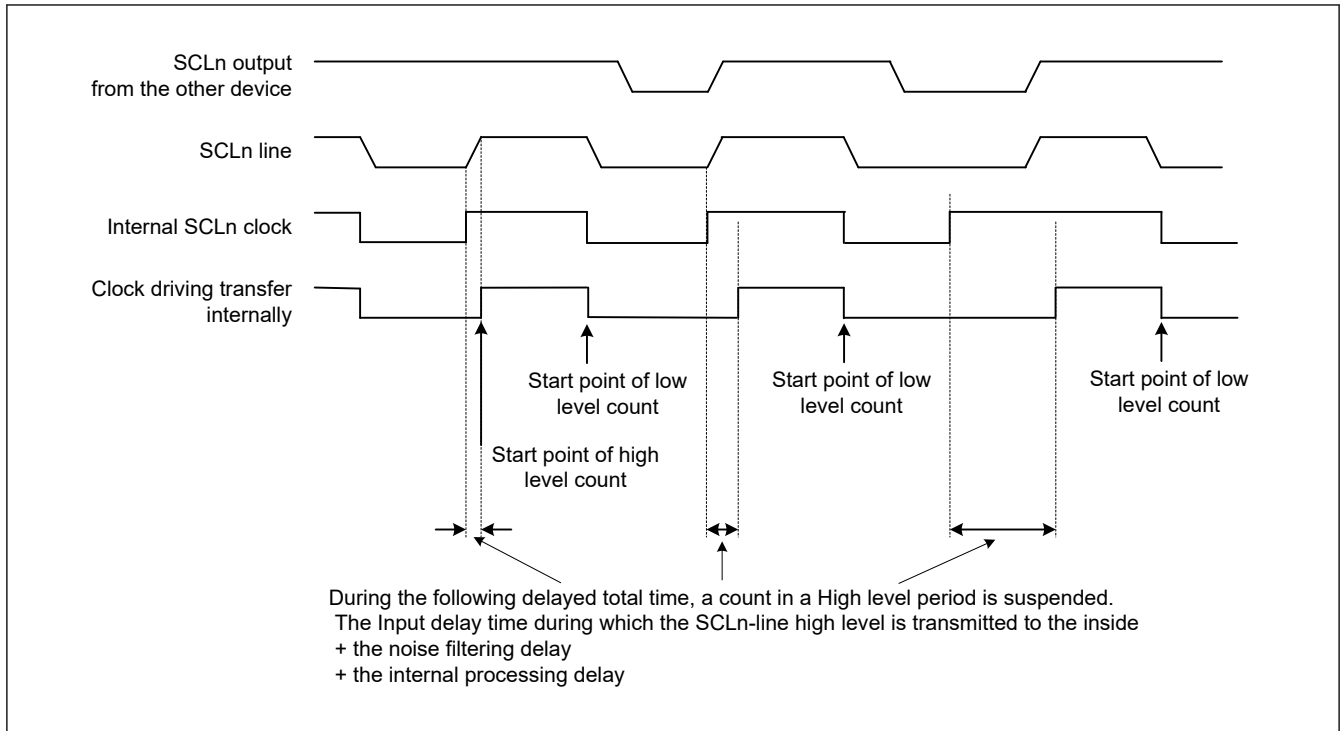 SCLn output
from the other device
SCLn line
Internal SCLn clock
Clock driving transfer
internally
Start point of low
level count
Start point of low
level count
Start point of low
level count
Start point of high
level count
During the following delayed total time, a count in a High level period is suspended.
The Input delay time during which the SCLn-line high level is transmitted to the inside
+ the noise filtering delay
+ the internal processing delay